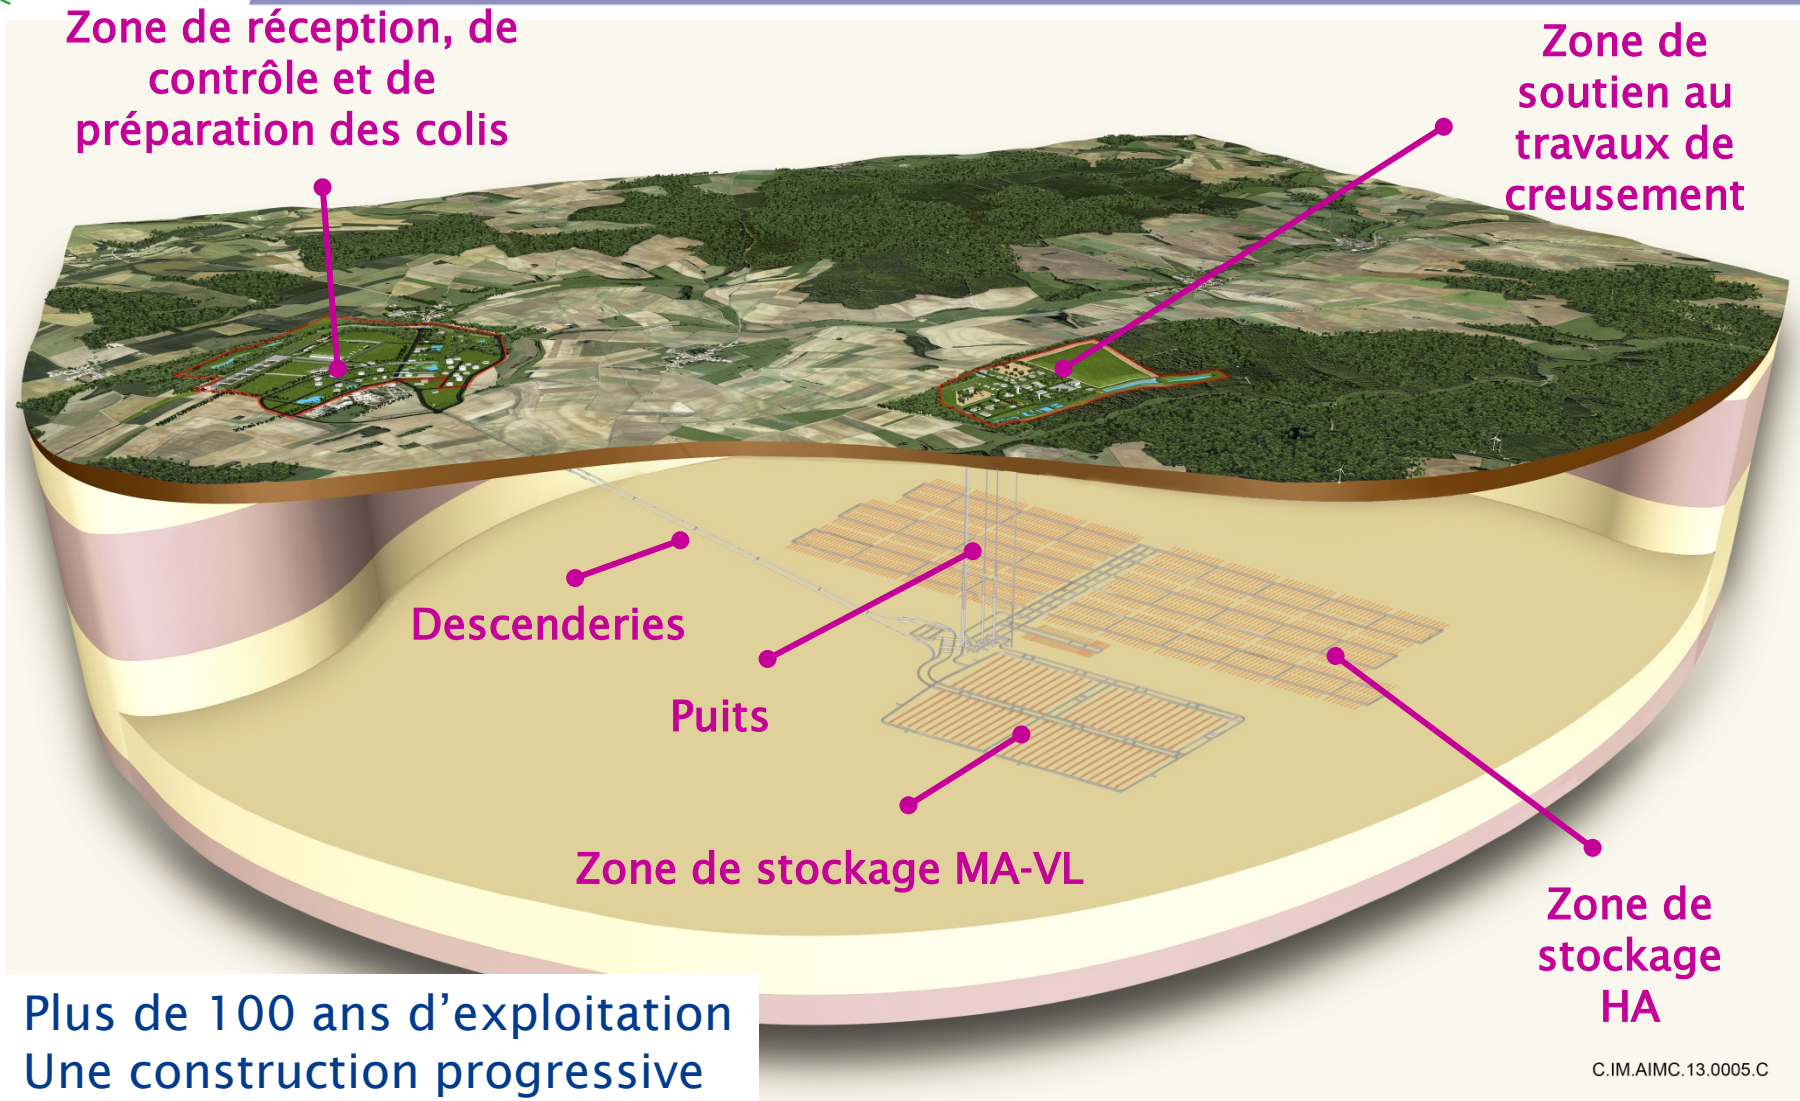 Zone de réception, de
contrôle et de
préparation des colis
Zone de
soutien au
travaux de
creusement
Descenderies
Puits
Zone de stockage MA-VL
Zone de
stockage
HA
Plus de 100 ans d’exploitation
Une construction progressive
C.IM.AIMC.13.0005.C